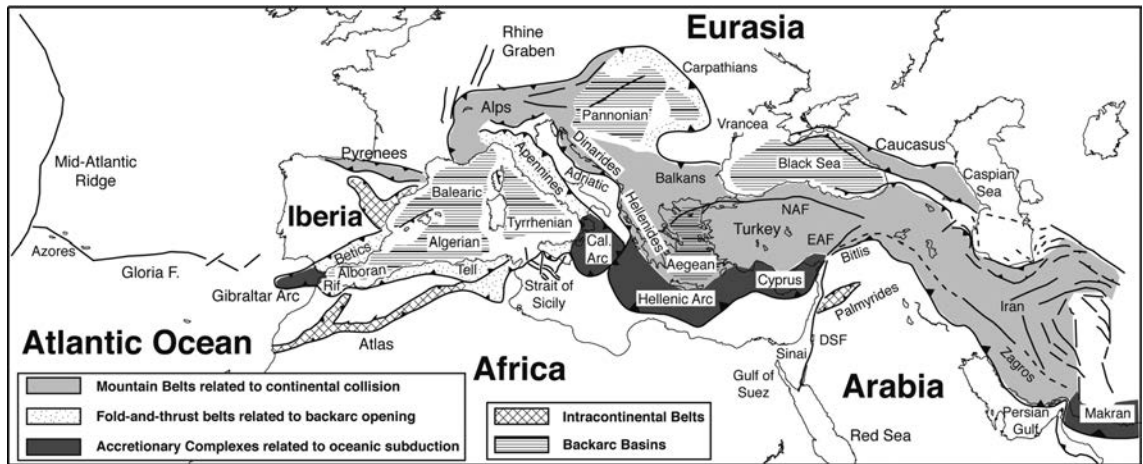 Eurasia
Rhine
Graben
Carpathians
Alps
Pannonian
Vrancea
Caucasus
Mid-Atlantic
Ridge
Pyrenees
Apennines
Dinarides
Adriatic
Balkans
Black Sea
Caspian
Sea
Balearic
Iberia
Tyrrhenian
Hellenides
NAF
Turkey
EAF
Azores
Gloria F.
Betics
Algerian
Cal.
Arc
Aegean
Bitlis
Alboran
Tell
Cyprus
Rif
Gibraltar Arc
Strait of
Sicily
Hellenic Arc
Palmyrides
Iran
Atlantic Ocean
Atlas
Africa
Sinai
DSF
Gulf of
Suez
Arabia
Zagros
Persian
Gulf
Makran
Red Sea
Mountain Belts related to continental collision
Fold-and-thrust belts related to backarc opening
Accretionary Complexes related to oceanic subduction
Intracontinental Belts
Backarc Basins